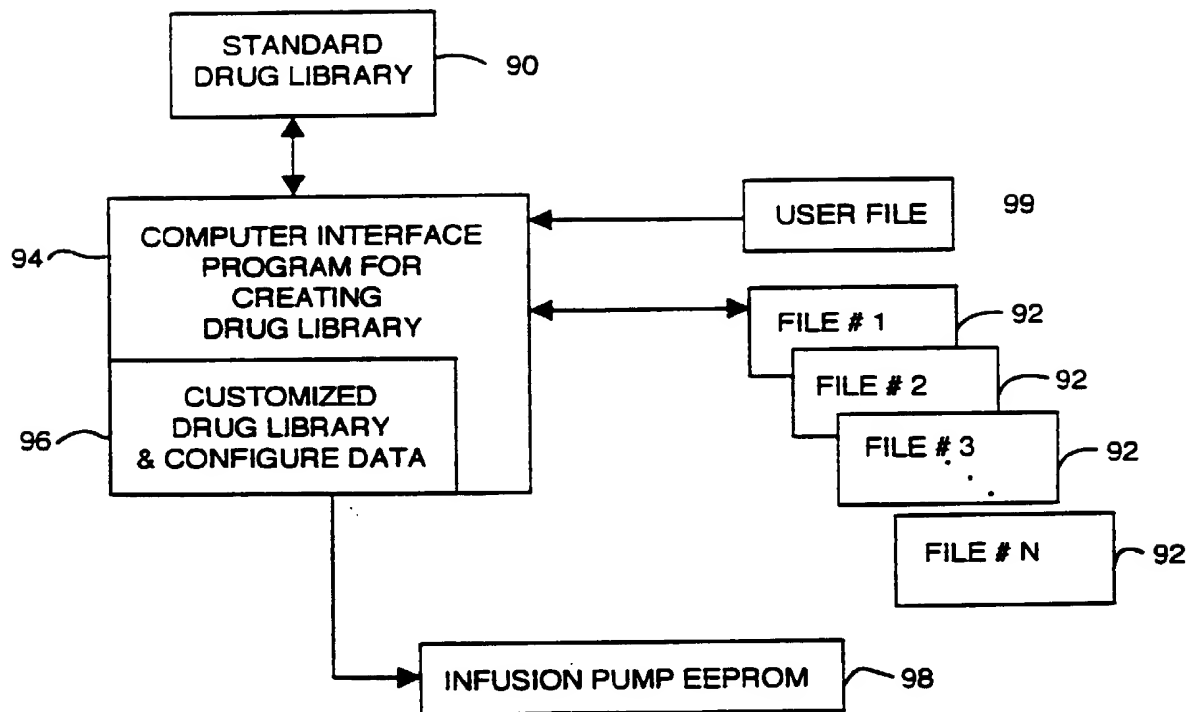 STANDARD
DRUG LIBRARY
90
COMPUTER INTERFACE
PROGRAM FOR
CREATING
DRUG LIBRARY
94
USER FILE
99
FILE # 1
92
FILE # 2
92
FILE # 3
92
FILE # N
92
CUSTOMIZED
DRUG LIBRARY
& CONFIGURE DATA
96
INFUSION PUMP EEPROM
98